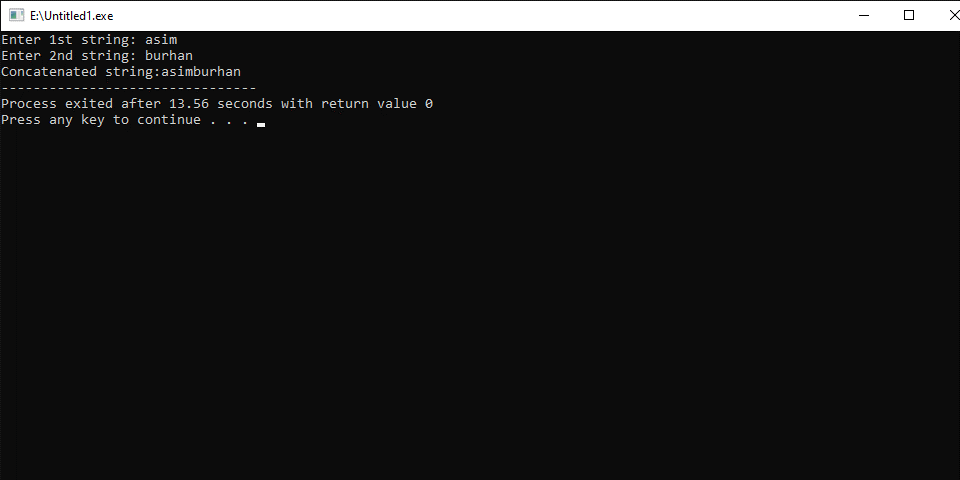 E:\Untitled1.exe
Enter 1st string: asim
Enter 2nd string: burhan
Concatenated string:asimburhan
--------------------------------
Process exited after 13.56 seconds with return value 0
Press any key to continue . . .